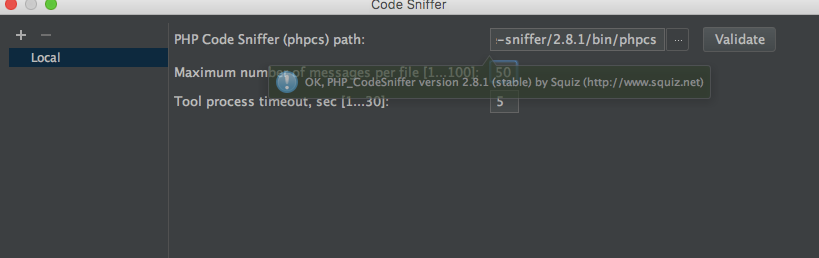 Code Sniffer
Local
PHP Code Sniffer (phpcs) path:
-sniffer/2.8.1/bin/phpcs
...
Validate
Maximum number of messages per file [1...100]:
50
OK, PHP_CodeSniffer version 2.8.1 (stable) by Squiz (http://www.squiz.net)
Tool process timeout, sec [1...30]:
5